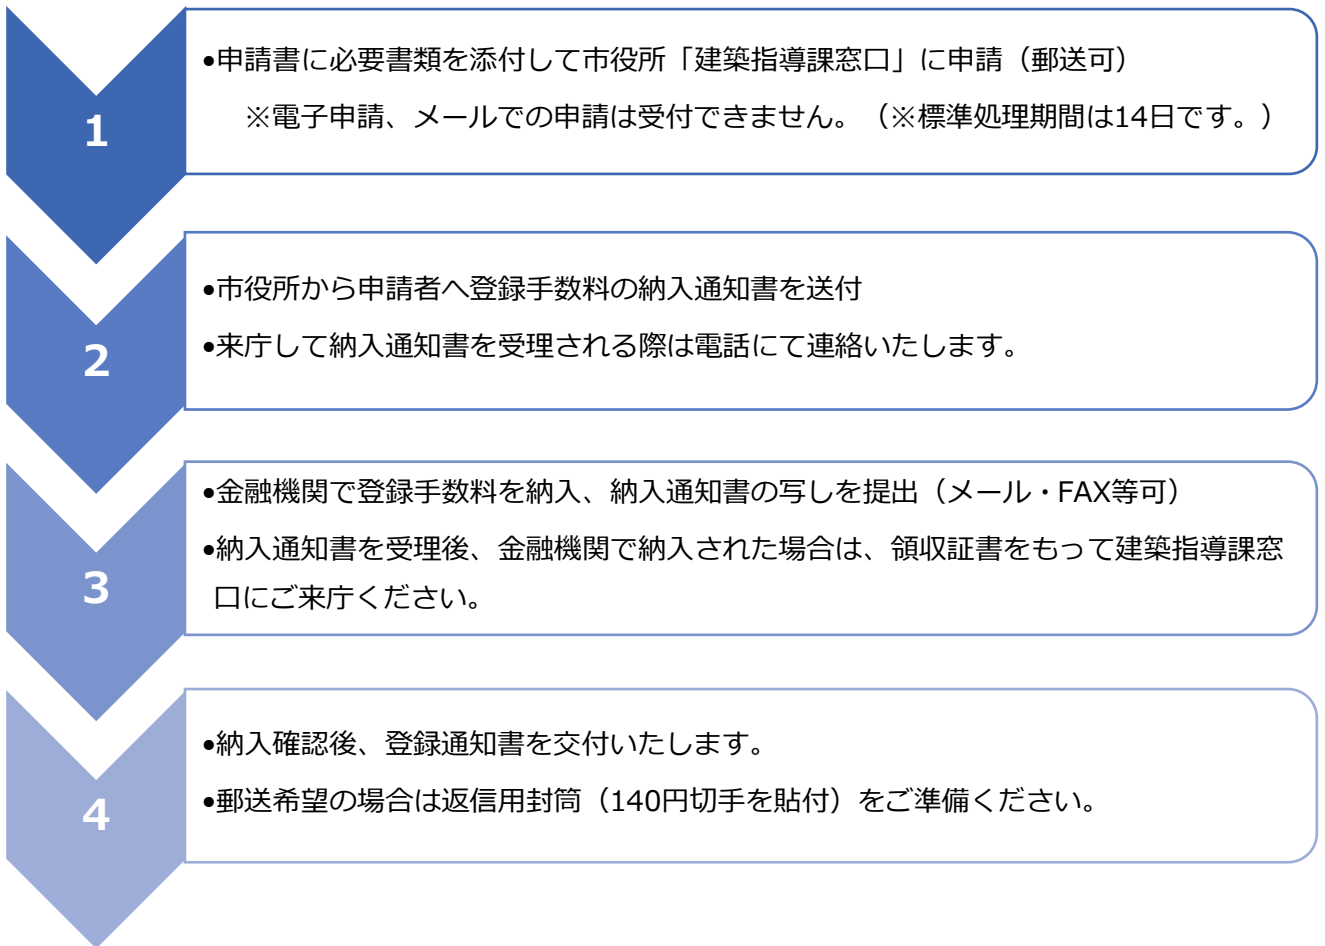 1
•申請書に必要書類を添付して市役所「建築指導課窓口」に申請（郵送可）
※電子申請、メールでの申請は受付できません。（※標準処理期間は14日です。）
2
•市役所から申請者へ登録手数料の納入通知書を送付
•来庁して納入通知書を受理される際は電話にて連絡いたします。
3
•金融機関で登録手数料を納入、納入通知書の写しを提出（メール・FAX等可）
•納入通知書を受理後、金融機関で納入された場合は、領収証書をもって建築指導課窓
口にご来庁ください。
4
•納入確認後、登録通知書を交付いたします。
•郵送希望の場合は返信用封筒（140円切手を貼付）をご準備ください。